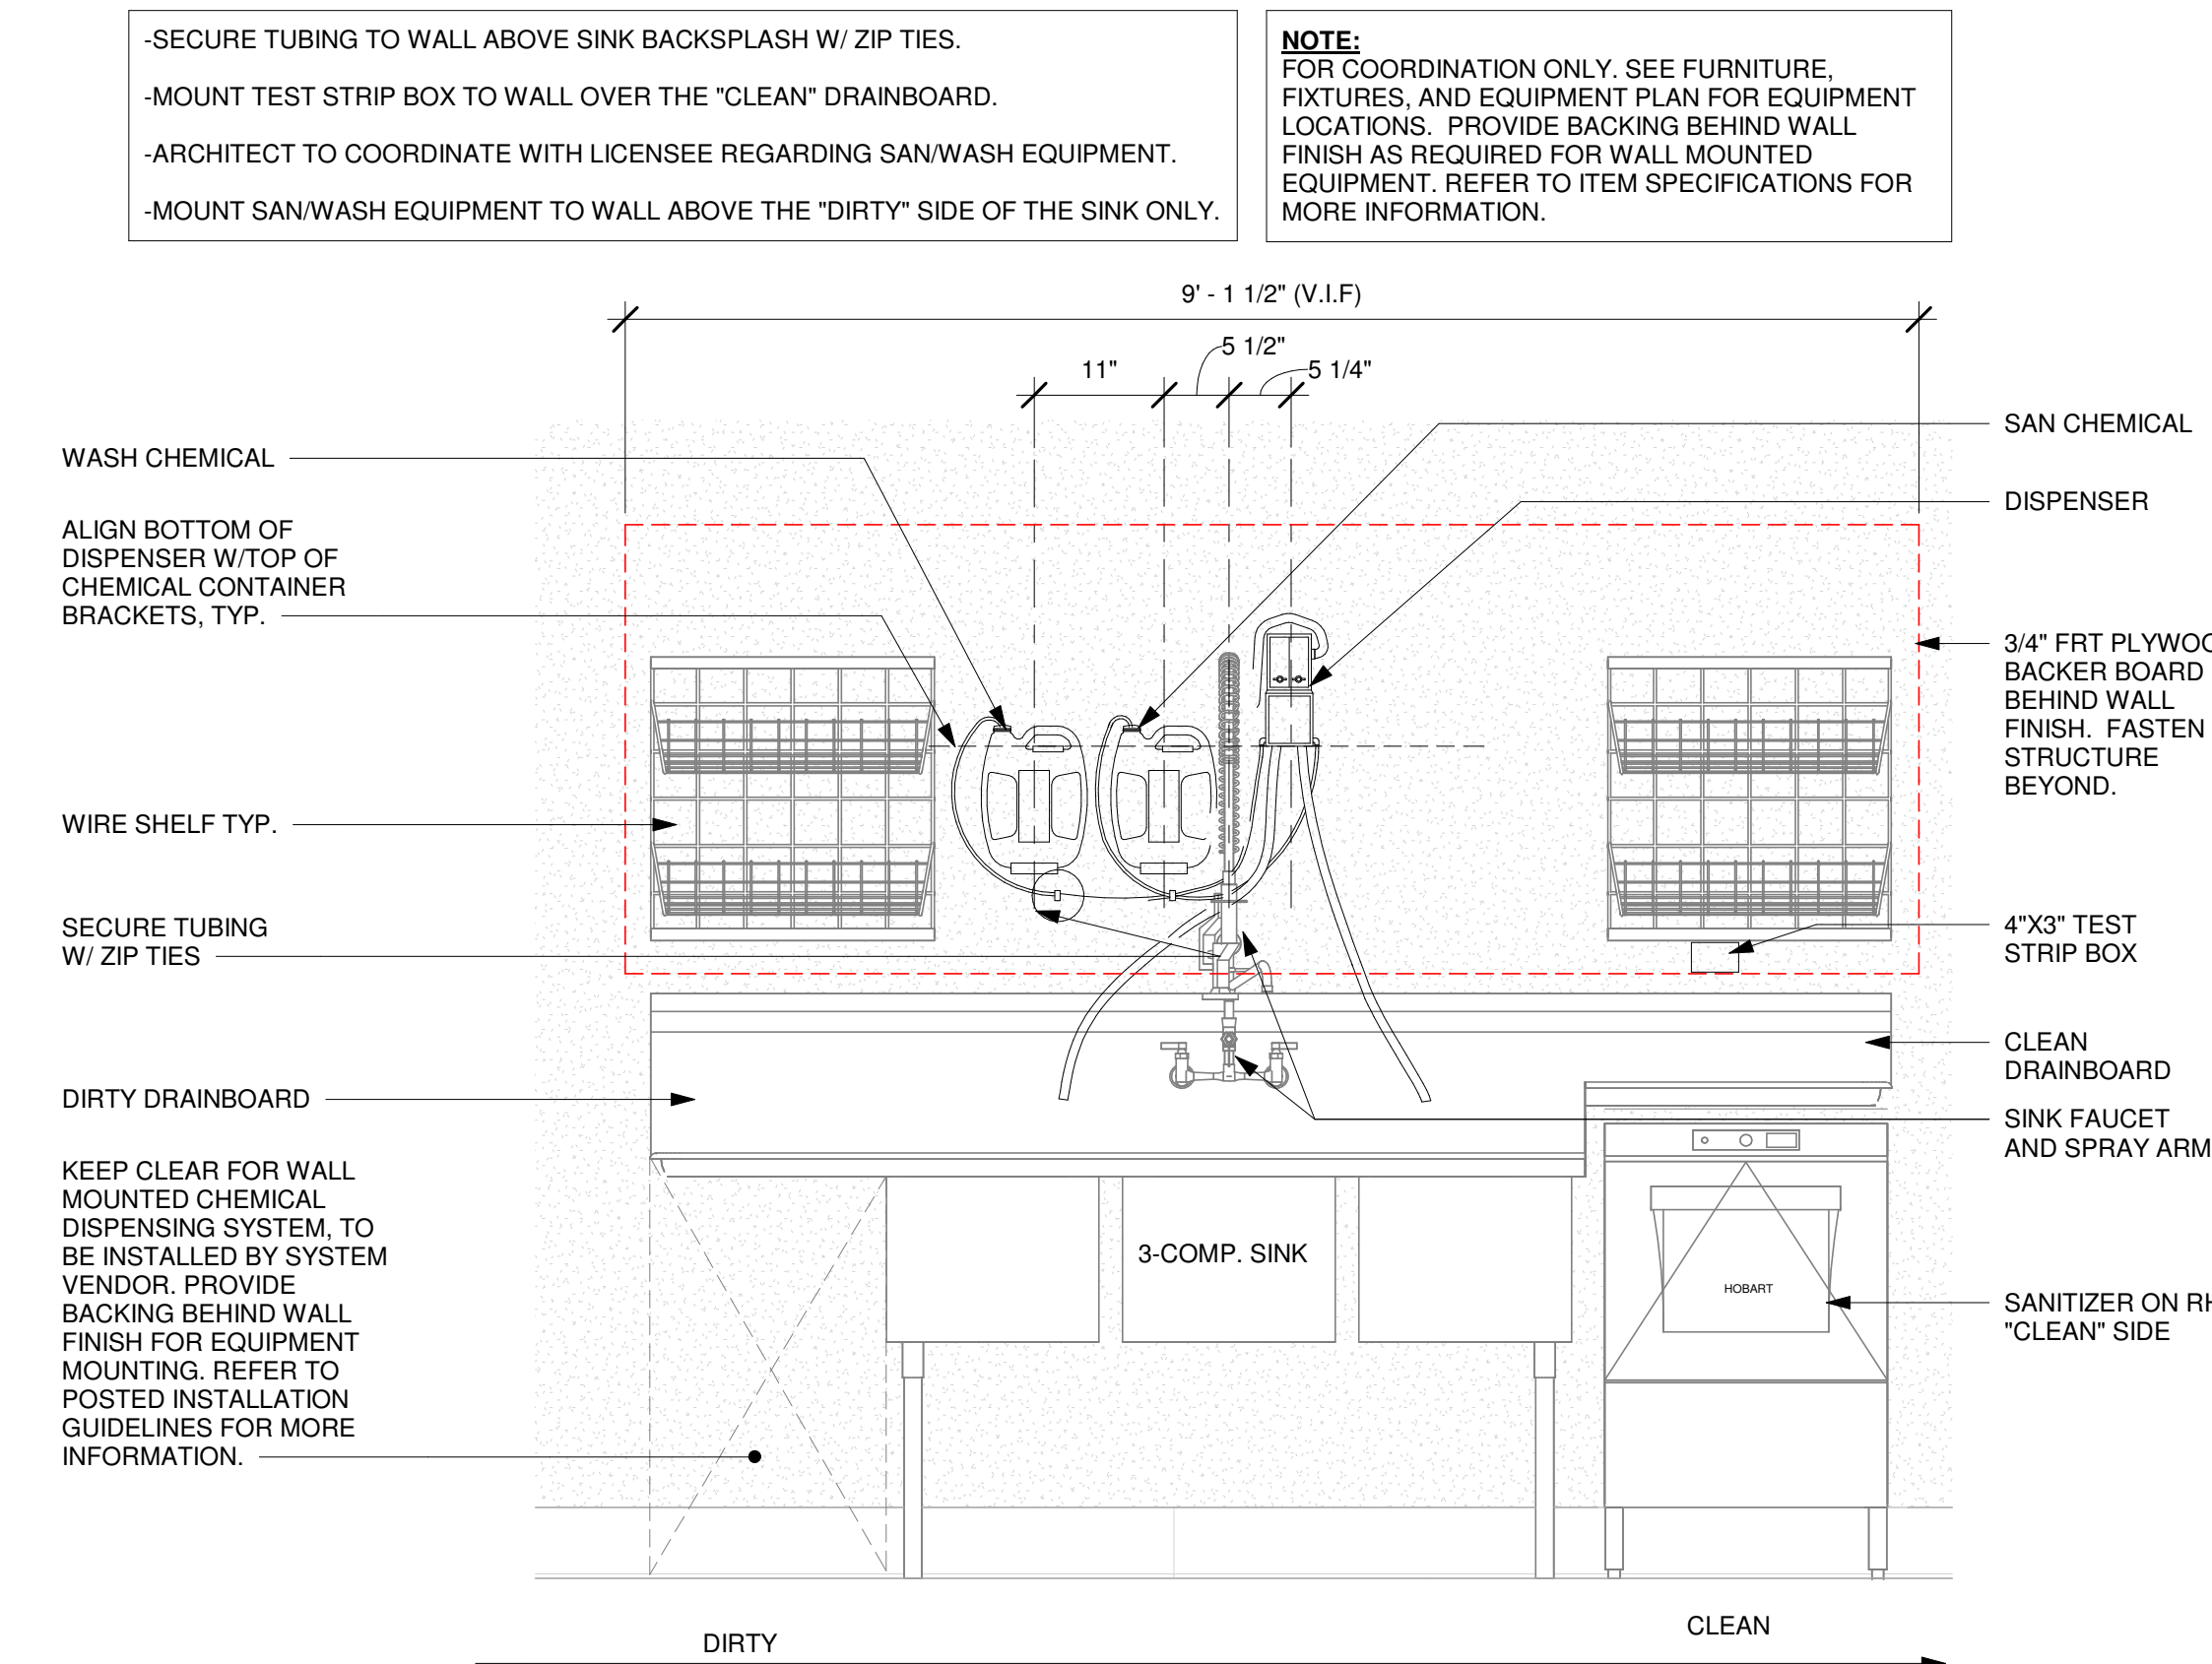 -SECURE TUBING TO WALL ABOVE SINK BACKSPLASH W/ ZIP TIES.
-MOUNT TEST STRIP BOX TO WALL OVER THE "CLEAN" DRAINBOARD.
-ARCHITECT TO COORDINATE WITH LICENSEE REGARDING SAN/WASH EQUIPMENT.
-MOUNT SAN/WASH EQUIPMENT TO WALL ABOVE THE "DIRTY" SIDE OF THE SINK ONLY.
NOTE:
FOR COORDINATION ONLY. SEE FURNITURE,
FIXTURES, AND EQUIPMENT PLAN FOR EQUIPMENT
LOCATIONS. PROVIDE BACKING BEHIND WALL
FINISH AS REQUIRED FOR WALL MOUNTED
EQUIPMENT. REFER TO ITEM SPECIFICATIONS FOR
MORE INFORMATION.
9' - 1 1/2" (V.I.F)
5 1/2"
11"
5 1/4"
WASH CHEMICAL
ALIGN BOTTOM OF
DISPENSER W/TOP OF
CHEMICAL CONTAINER
BRACKETS, TYP.
WIRE SHELF TYP.
SECURE TUBING
W/ ZIP TIES
DIRTY DRAINBOARD
KEEP CLEAR FOR WALL
MOUNTED CHEMICAL
DISPENSING SYSTEM, TO
BE INSTALLED BY SYSTEM
VENDOR. PROVIDE
BACKING BEHIND WALL
FINISH FOR EQUIPMENT
MOUNTING. REFER TO
POSTED INSTALLATION
GUIDELINES FOR MORE
INFORMATION.
SAN CHEMICAL
DISPENSER
3/4" FRT
BACKER BOARD
BEHIND WALL
FINISH. FASTEN
STRUCTURE
BEYOND.
4"X3" TEST
STRIP BOX
CLEAN
DRAINBOARD
SINK FAUCET
AND SPRAY ARM
SANITIZER ON
"CLEAN" SIDE
3-COMP. SINK
HOBART
DIRTY
CLEAN